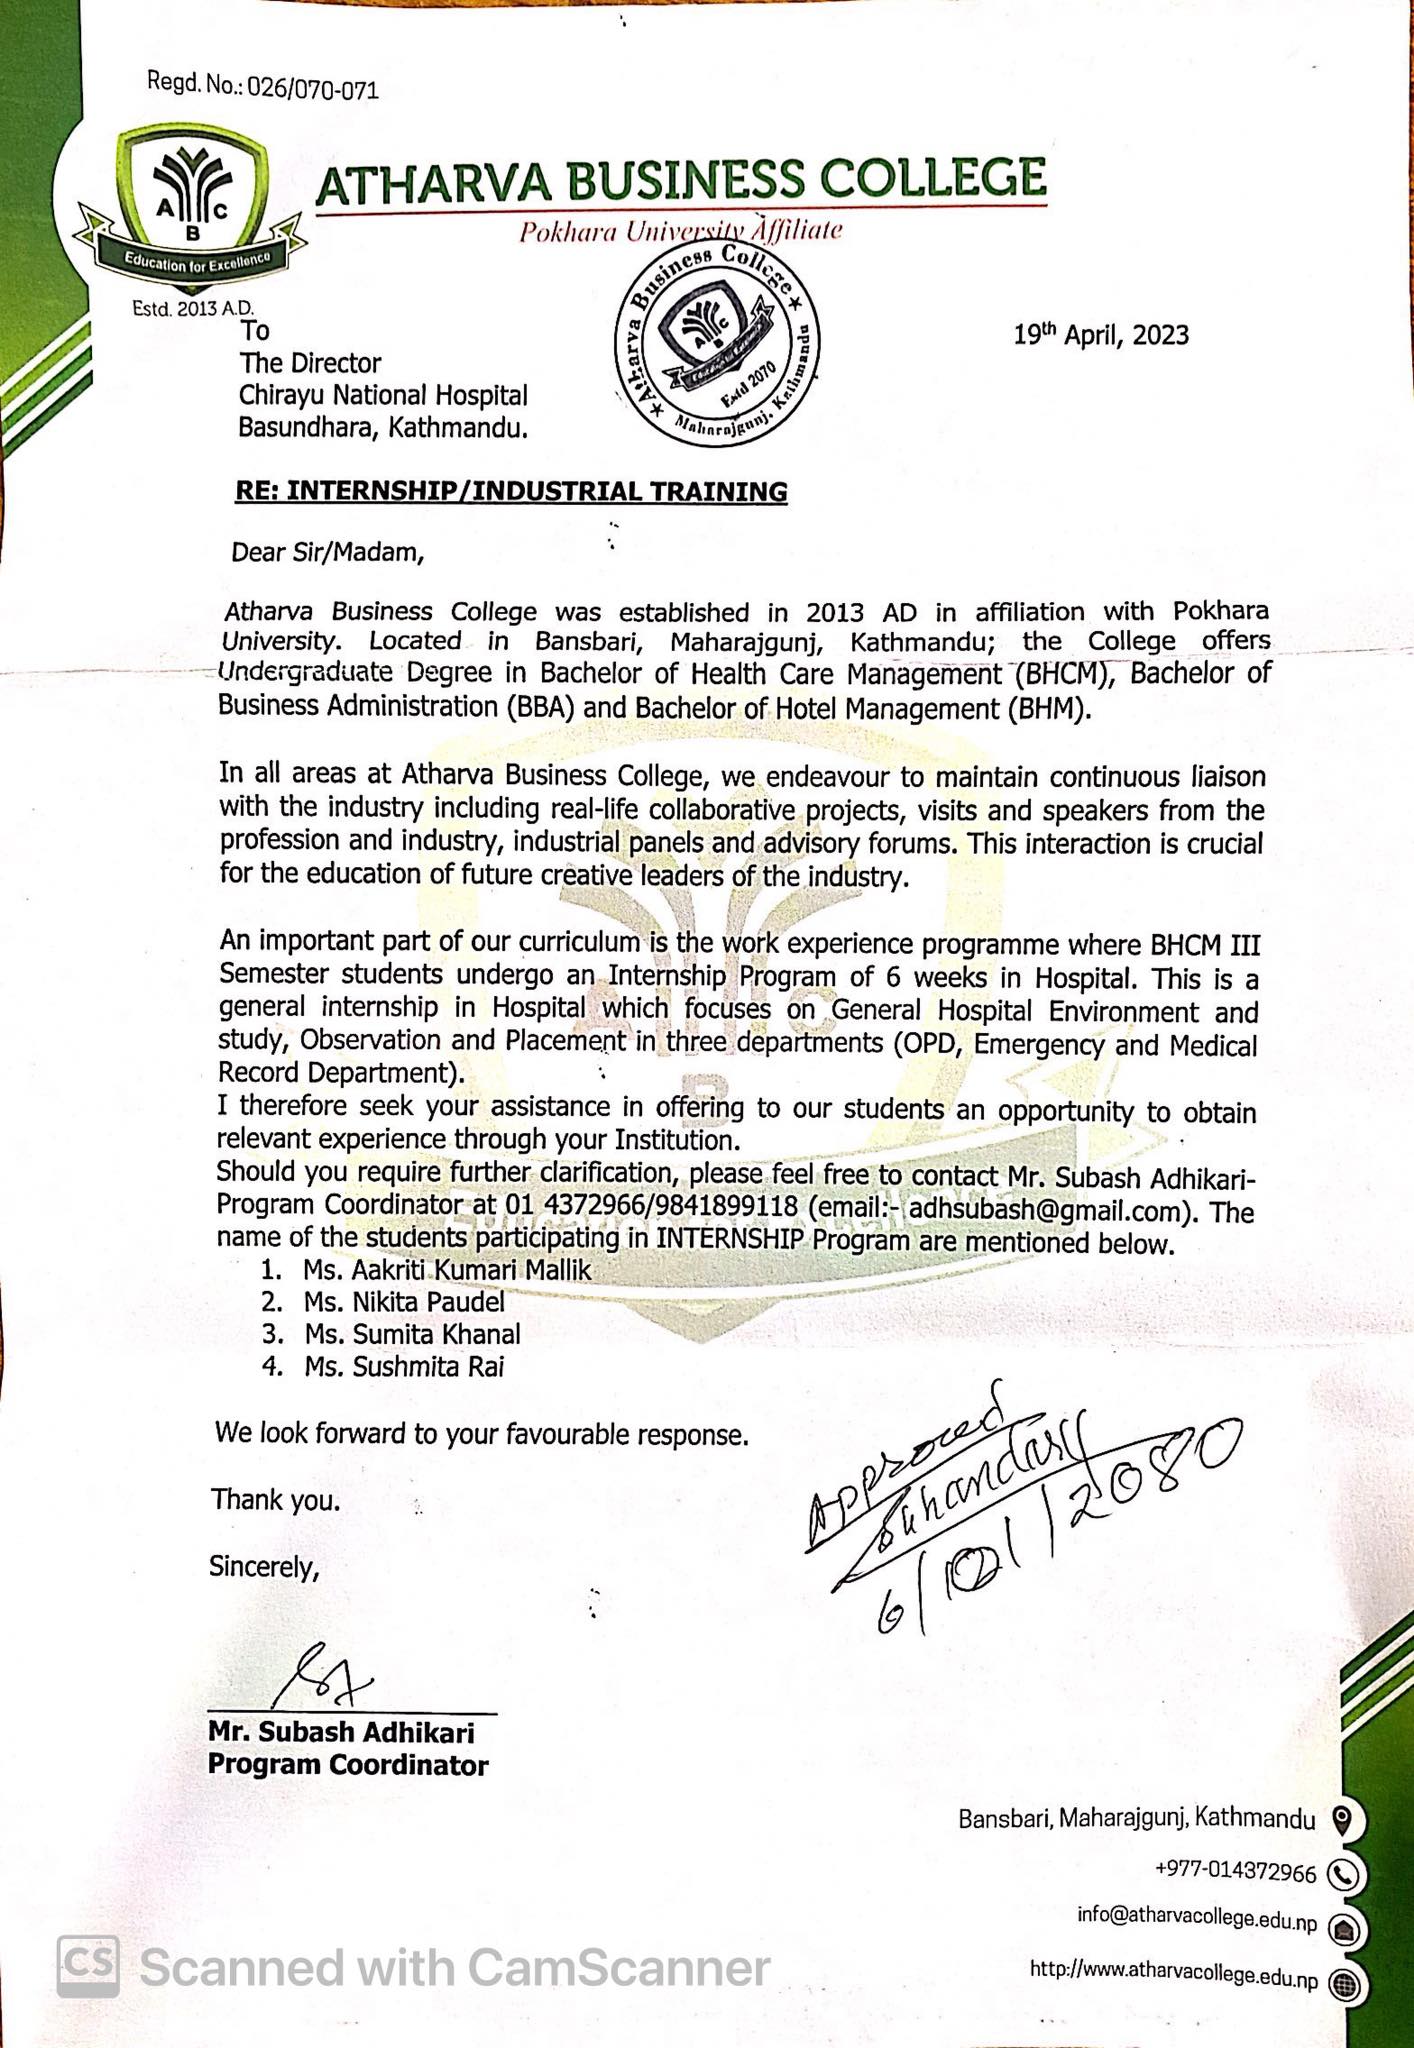 Regd. No.: 026/070-071
A B C
Education for Excellence
Estd. 2013 A.D.
ATHARVA BUSINESS COLLEGE
Pokhara University Affiliate
Atharva Business College
A B C
Estd 2070
Maharajgunj, Kathmandu
19th April, 2023
To
The Director
Chirayu National Hospital
Basundhara, Kathmandu.
RE: INTERNSHIP/INDUSTRIAL TRAINING
Dear Sir/Madam,
Atharva Business College was established in 2013 AD in affiliation with Pokhara
University. Located in Bansbari, Maharajgunj, Kathmandu; the College offers
Undergraduate Degree in Bachelor of Health Care Management (BHCM), Bachelor of
Business Administration (BBA) and Bachelor of Hotel Management (BHM).
In all areas at Atharva Business College, we endeavour to maintain continuous liaison
with the industry including real-life collaborative projects, visits and speakers from the
profession and industry, industrial panels and advisory forums. This interaction is crucial
for the education of future creative leaders of the industry.
An important part of our curriculum is the work experience programme where BHCM III
Semester students undergo an Internship Program of 6 weeks in Hospital. This is a
general internship in Hospital which focuses on General Hospital Environment and
study, Observation and Placement in three departments (OPD, Emergency and Medical
Record Department).
I therefore seek your assistance in offering to our students an opportunity to obtain
relevant experience through your Institution.
Should you require further clarification, please feel free to contact Mr. Subash Adhikari-
Program Coordinator at 01 4372966/9841899118 (email:- adhsubash@gmail.com). The
name of the students participating in INTERNSHIP Program are mentioned below.
1. Ms. Aakriti Kumari Mallik
2. Ms. Nikita Paudel
3. Ms. Sumita Khanal
4. Ms. Sushmita Rai
We look forward to your favourable response.
Approved
Thank you.
Sincerely,
Mr. Subash Adhikari
Program Coordinator
Bansbari, Maharajgunj, Kathmandu
+977-014372966
info@atharvacollege.edu.np
http://www.atharvacollege.edu.np
CS Scanned with CamScanner